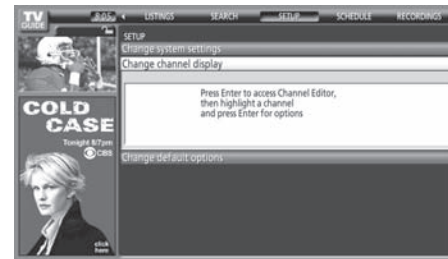 TV GUIDE
8:05
LISTINGS SEARCH SETUP SCHEDULE RECORDINGS
SETUP
Change system settings
Change channel display
Press Enter to access Channel Editor,
then highlight a channel
and press Enter for options
Change default options
COLD
CASE
Tonight 8/7pm
CBS
click
here